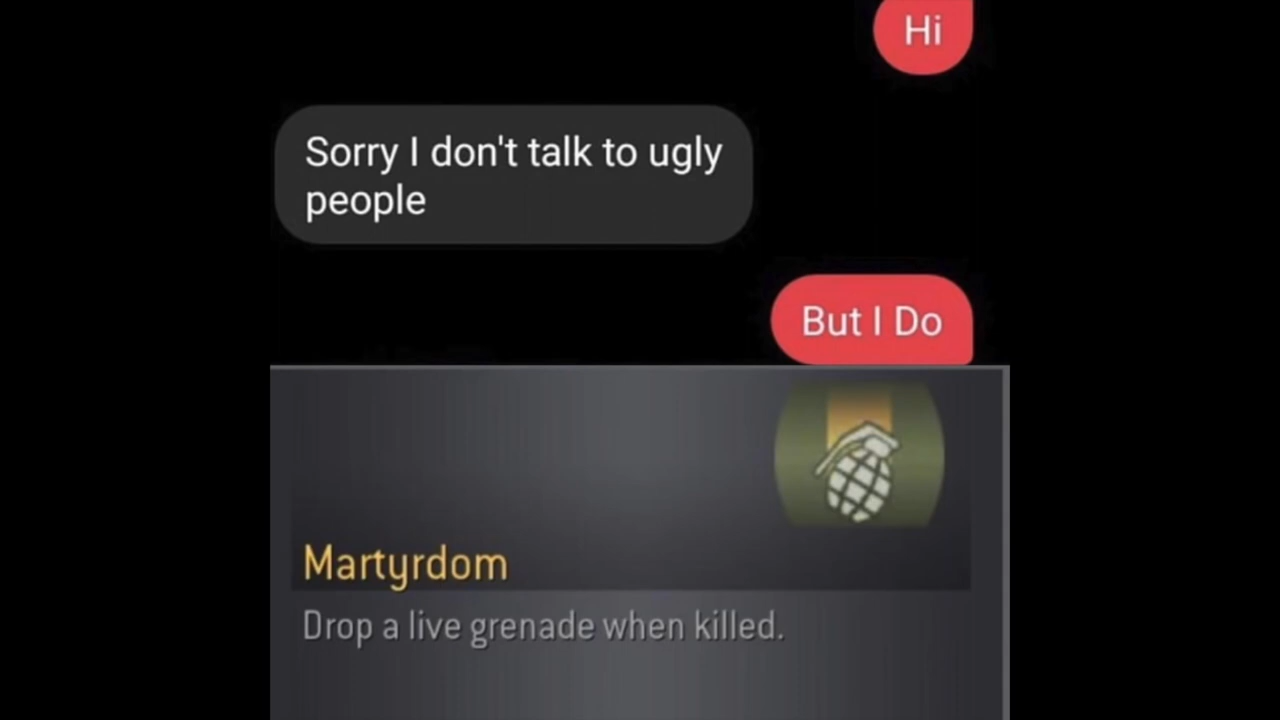 Hi
Sorry I don't talk to ugly
people
But I Do
Martyrdom
Drop a live grenade when killed.